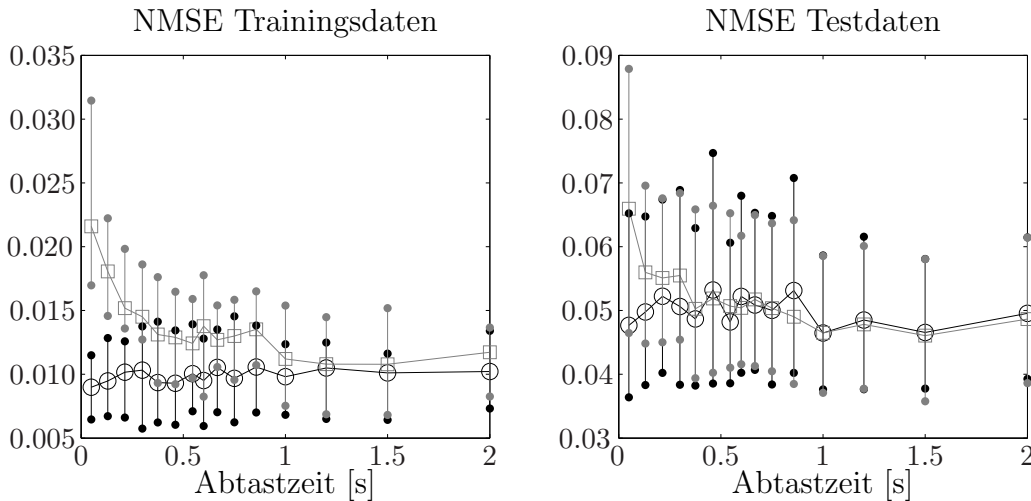 NMSE Trainingsdaten
0.035
0.030
0.025
0.020
0.015
0.010
0.005
0 0.5 1 1.5 2
Abtastzeit [s]
NMSE Testdaten
0.09
0.08
0.07
0.06
0.05
0.04
0.03
0 0.5 1 1.5 2
Abtastzeit [s]